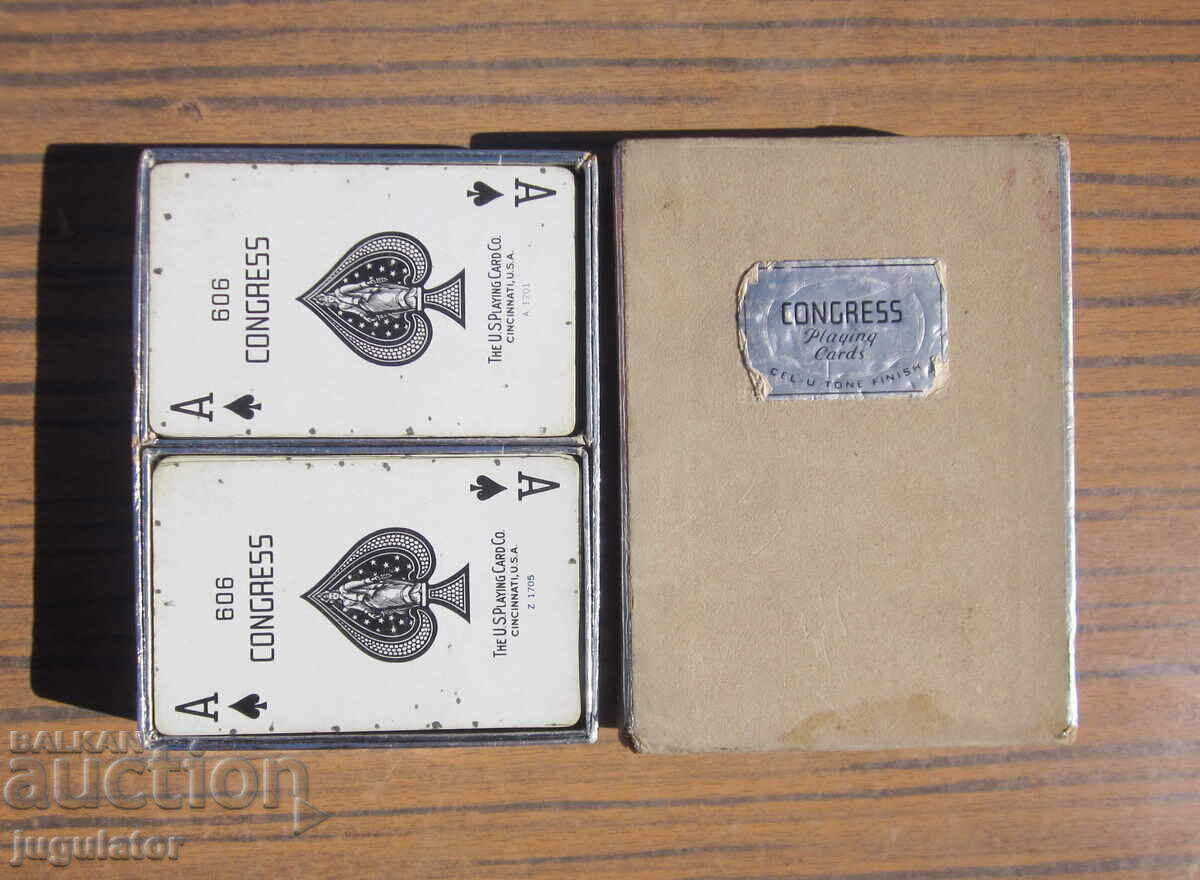 A
606
CONGRESS
THE U.S. PLAYING CARD CO.
CINCINNATI, U.S.A.
A 1701
A
A
606
CONGRESS
THE U.S. PLAYING CARD CO.
CINCINNATI, U.S.A.
Z 1705
A
CONGRESS
Playing
Cards
CEL-U TONE FINISH
BALKAN
auction
jugulator